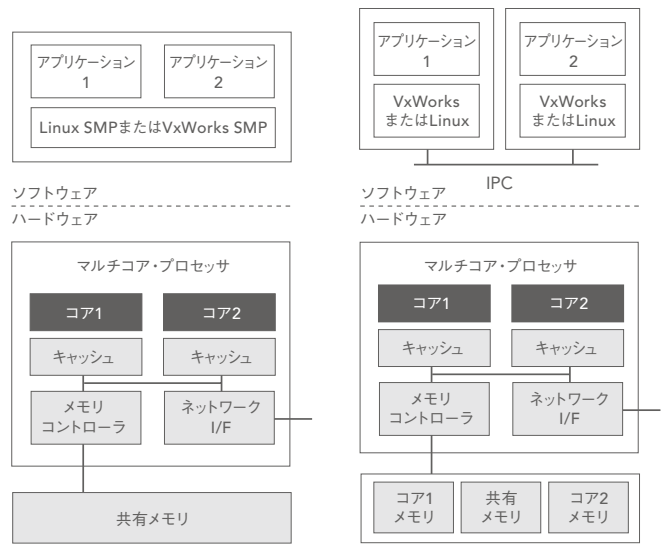 アプリケーション
1
アプリケーション
2
Linux SMPまたはVxWorks SMP
ソフトウェア
ハードウェア
マルチコア・プロセッサ
コア1
コア2
キャッシュ
キャッシュ
メモリ
コントローラ
ネットワーク
I/F
共有メモリ
アプリケーション
1
VxWorks
またはLinux
アプリケーション
2
VxWorks
またはLinux
IPC
ソフトウェア
ハードウェア
マルチコア・プロセッサ
コア1
コア2
キャッシュ
キャッシュ
メモリ
コントローラ
ネットワーク
I/F
コア1
メモリ
共有
メモリ
コア2
メモリ